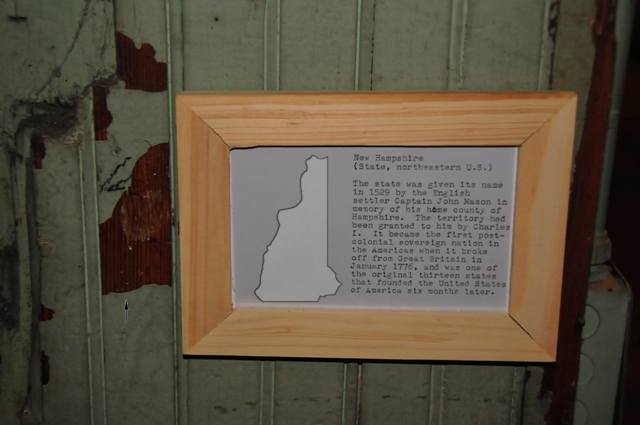 New Hampshire
(State, northeastern U.S.)
The state was given its name
in 1529 by the English
settler Captain John Mason in
memory of his home county of
Hampshire. The territory had
been granted to him by Charles
I. It became the first post-
colonial sovereign nation in
the Americas when it broke
off from Great Britain in
January 1776, and was one of
the original thirteen states
that founded the United States
of America six months later.